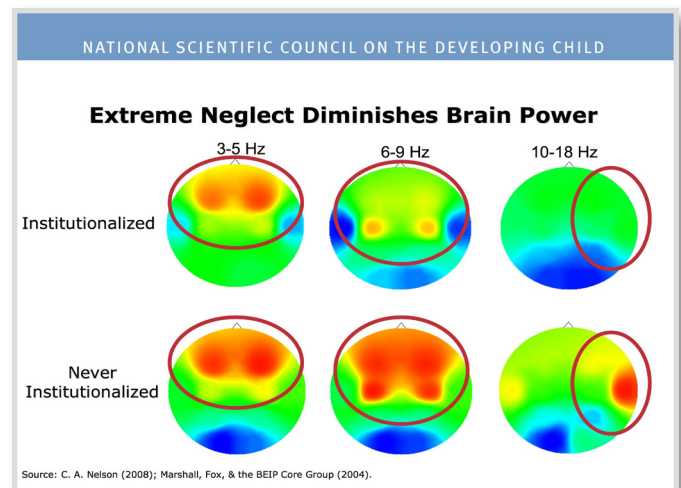 NATIONAL SCIENTIFIC COUNCIL ON THE DEVELOPING CHILD
Extreme Neglect Diminishes Brain Power
3-5 Hz
6-9 Hz
10-18 Hz
Institutionalized
Never
Institutionalized
Source: C. A. Nelson (2008); Marshall, Fox, & the BEIP Core Group (2004).